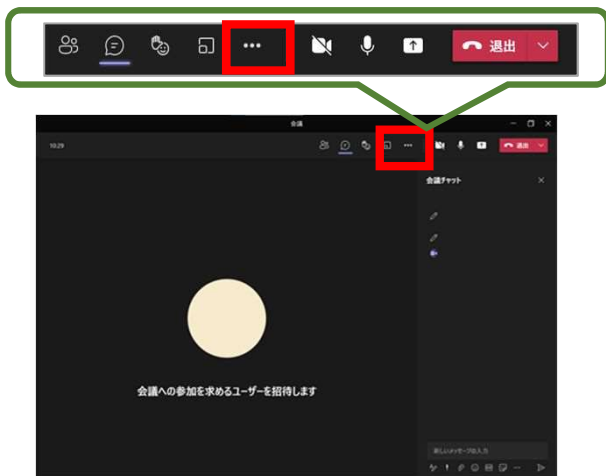 退出
会議
10:29
退出
会議チャット
会議への参加を求めるユーザーを招待します
新しいメッセージの入力